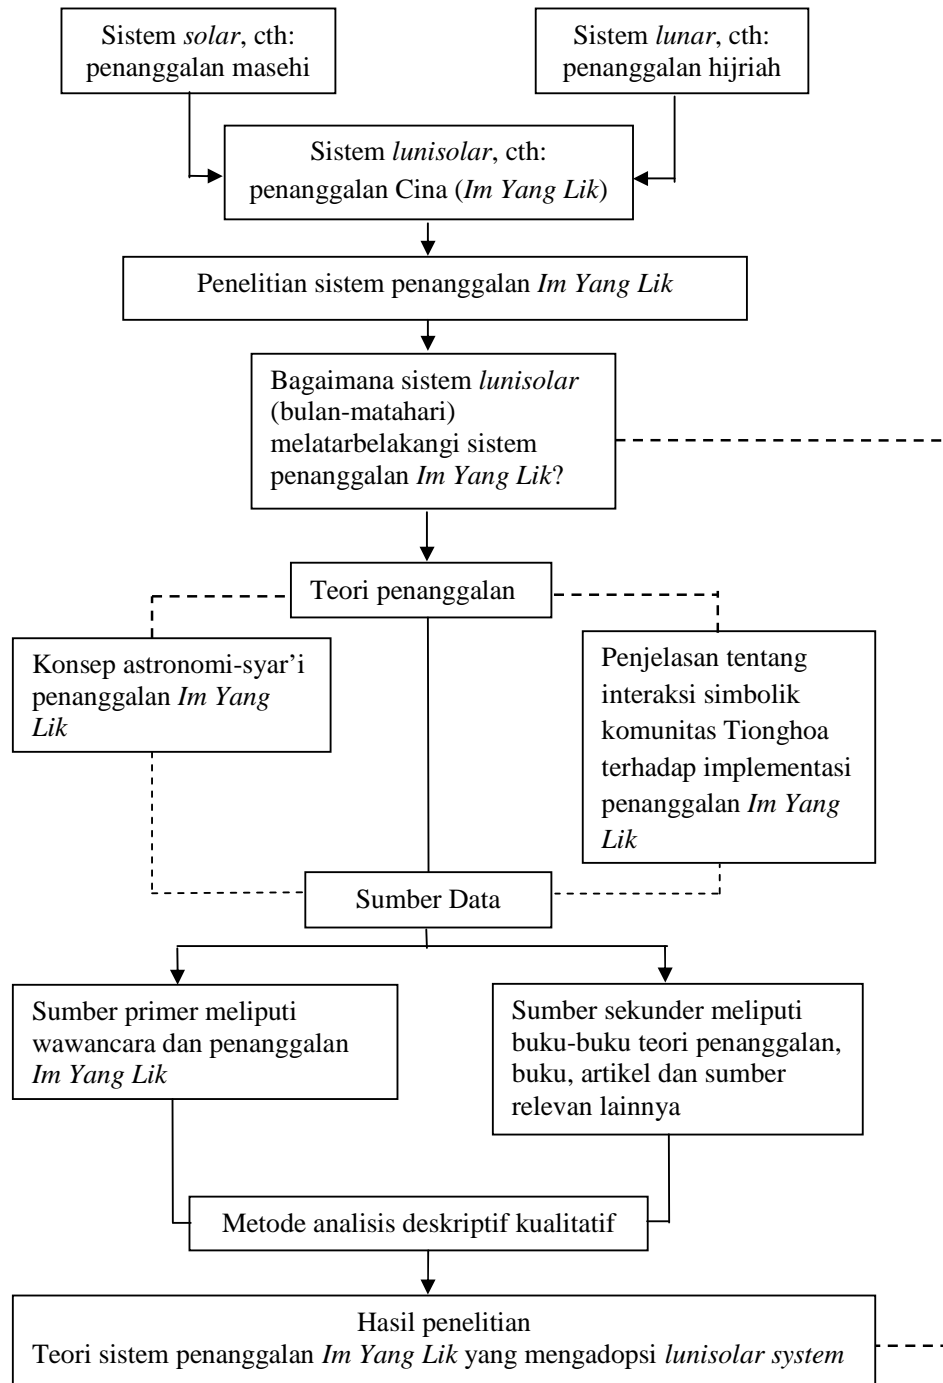 Sistem solar, cth:
penanggalan masehi
Sistem lunar, cth:
penanggalan hijriah
Sistem lunisolar, cth:
penanggalan Cina (Im Yang Lik)
Penelitian sistem penanggalan Im Yang Lik
Bagaimana sistem lunisolar
(bulan-matahari)
melatarbelakangi sistem
penanggalan Im Yang Lik?
Teori penanggalan
Konsep astronomi-syar’i
penanggalan Im Yang
Lik
Penjelasan tentang
interaksi simbolik
komunitas Tionghoa
terhadap implementasi
penanggalan Im Yang
Lik
Sumber Data
Sumber primer meliputi
wawancara dan penanggalan
Im Yang Lik
Sumber sekunder meliputi
buku-buku teori penanggalan,
buku, artikel dan sumber
relevan lainnya
Metode analisis deskriptif kualitatif
Hasil penelitian
Teori sistem penanggalan Im Yang Lik yang mengadopsi lunisolar system